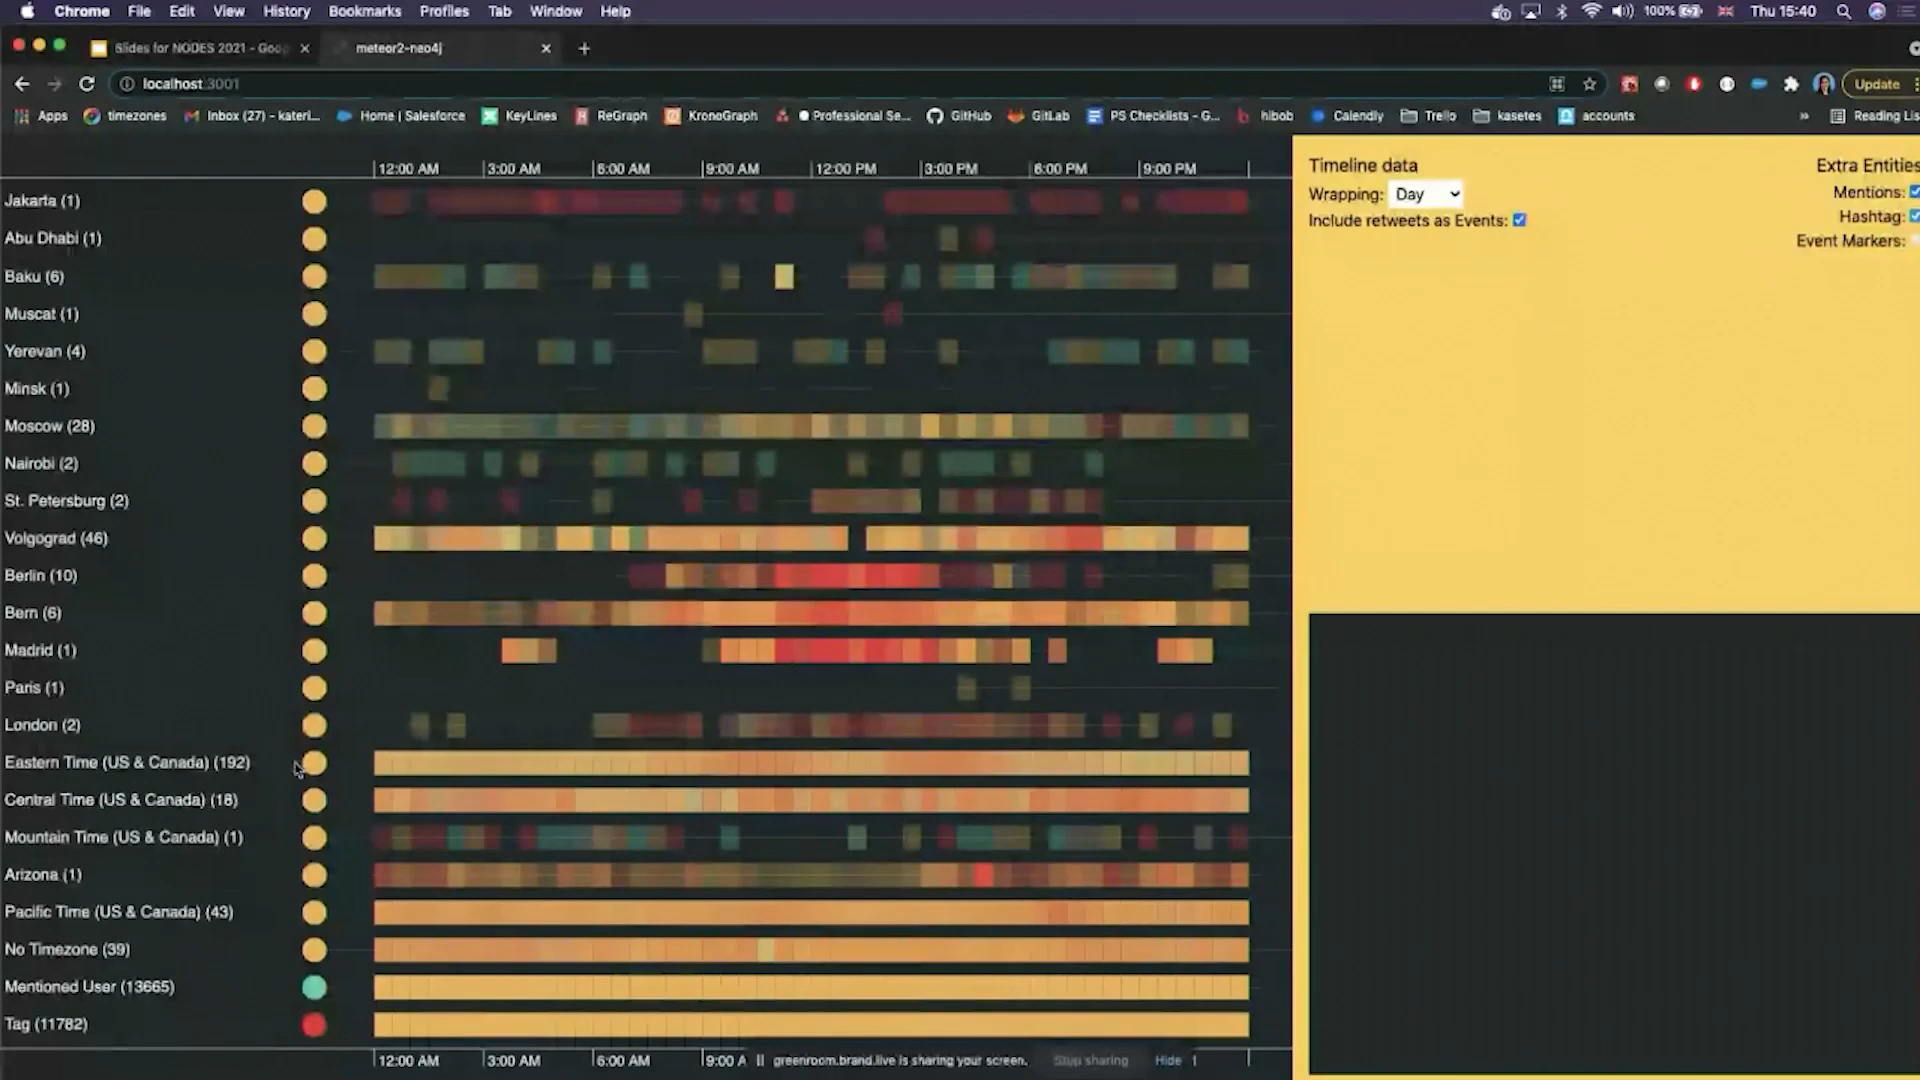 Chrome File Edit View History Bookmarks Profiles Tab Window Help 100% Thu 15:40
Slides for NODES 2021 - Goo meteor2-neo4j
localhost:3001 Update
Apps timezones Inbox (27) - kateri... Home | Salesforce KeyLines ReGraph KronoGraph Professional Se... GitHub GitLab PS Checklists - G... hibob Calendly Trello kasetes accounts » Reading Lis
12:00 AM 3:00 AM 6:00 AM 9:00 AM 12:00 PM 3:00 PM 6:00 PM 9:00 PM
Timeline data
Wrapping: Day
Include retweets as Events:
Extra Entities
Mentions:
Hashtag:
Event Markers:
Jakarta (1)
Abu Dhabi (1)
Baku (6)
Muscat (1)
Yerevan (4)
Minsk (1)
Moscow (28)
Nairobi (2)
St. Petersburg (2)
Volgograd (46)
Berlin (10)
Bern (6)
Madrid (1)
Paris (1)
London (2)
Eastern Time (US & Canada) (192)
Central Time (US & Canada) (18)
Mountain Time (US & Canada) (1)
Arizona (1)
Pacific Time (US & Canada) (43)
No Timezone (39)
Mentioned User (13665)
Tag (11782)
12:00 AM 3:00 AM 6:00 AM 9:00 A
greenroom.brand.live is sharing your screen. Stop sharing Hide